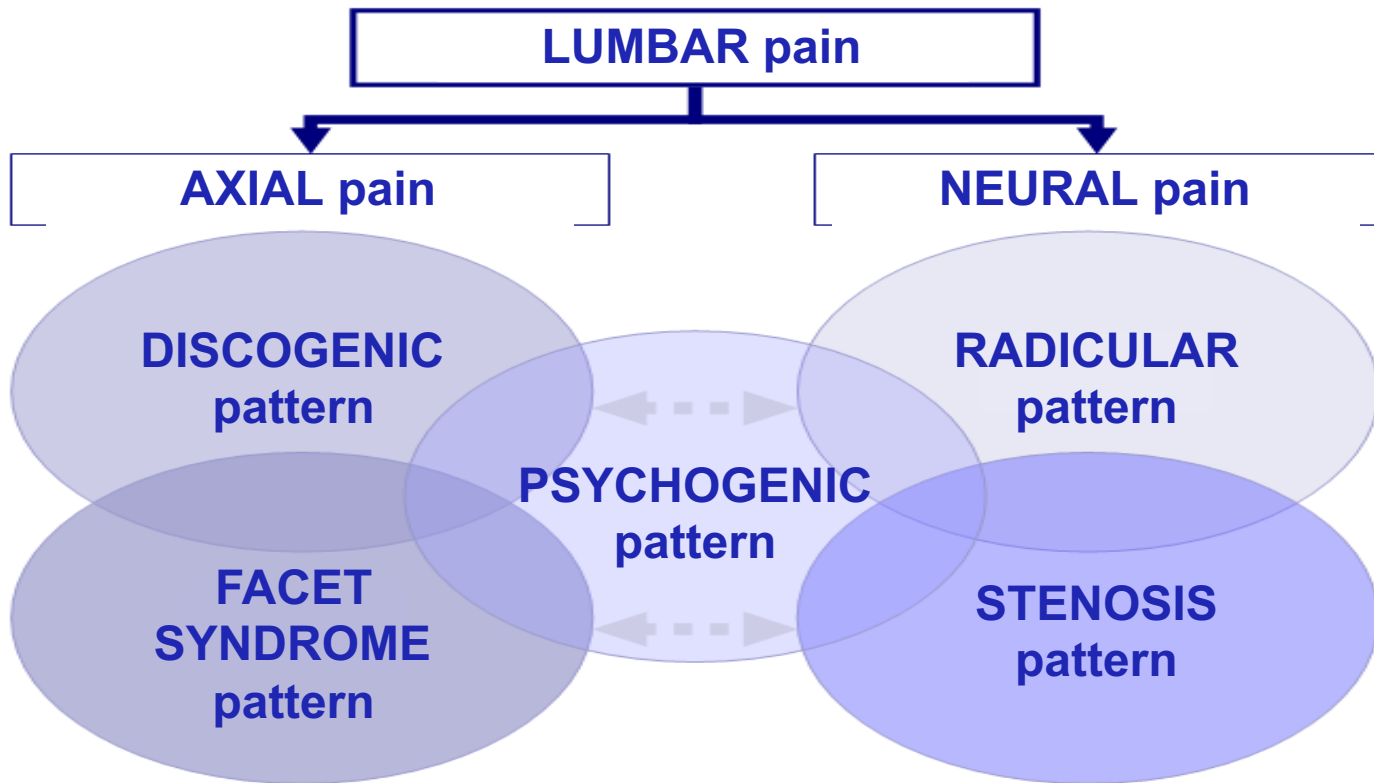 LUMBAR pain
AXIAL pain
NEURAL pain
DISCOGENIC
pattern
RADICULAR
pattern
PSYCHOGENIC
pattern
FACET
SYNDROME
pattern
STENOSIS
pattern